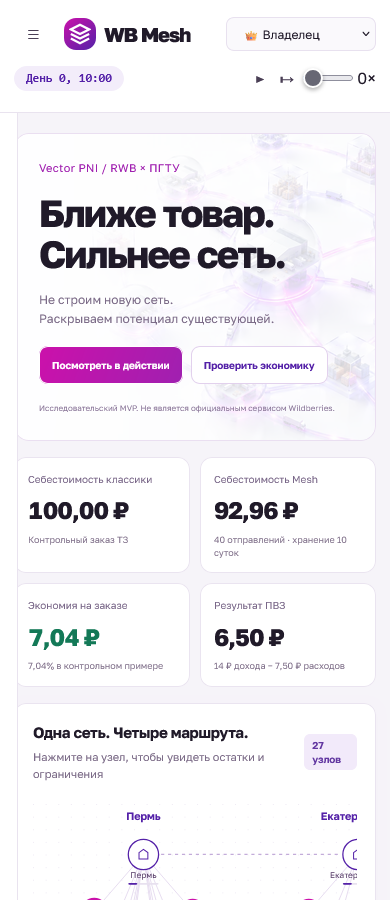 WB Mesh
Владелец
День 0, 10:00
0×
Vector PNI / RWB × ПГТУ
Ближе товар.
Сильнее сеть.
Не строим новую сеть.
Раскрываем потенциал существующей.
Посмотреть в действии
Проверить экономику
Исследовательский MVP. Не является официальным сервисом Wildberries.
Себестоимость классики
100,00 ₽
Контрольный заказ ТЗ
Себестоимость Mesh
92,96 ₽
40 отправлений · хранение 10
суток
Экономия на заказе
7,04 ₽
7,04% в контрольном примере
Результат ПВЗ
6,50 ₽
14 ₽ дохода − 7,50 ₽ расходов
Одна сеть. Четыре маршрута.
Нажмите на узел, чтобы увидеть остатки и
ограничения
27
узлов
Пермь
Екатер
Пермь
Екатер